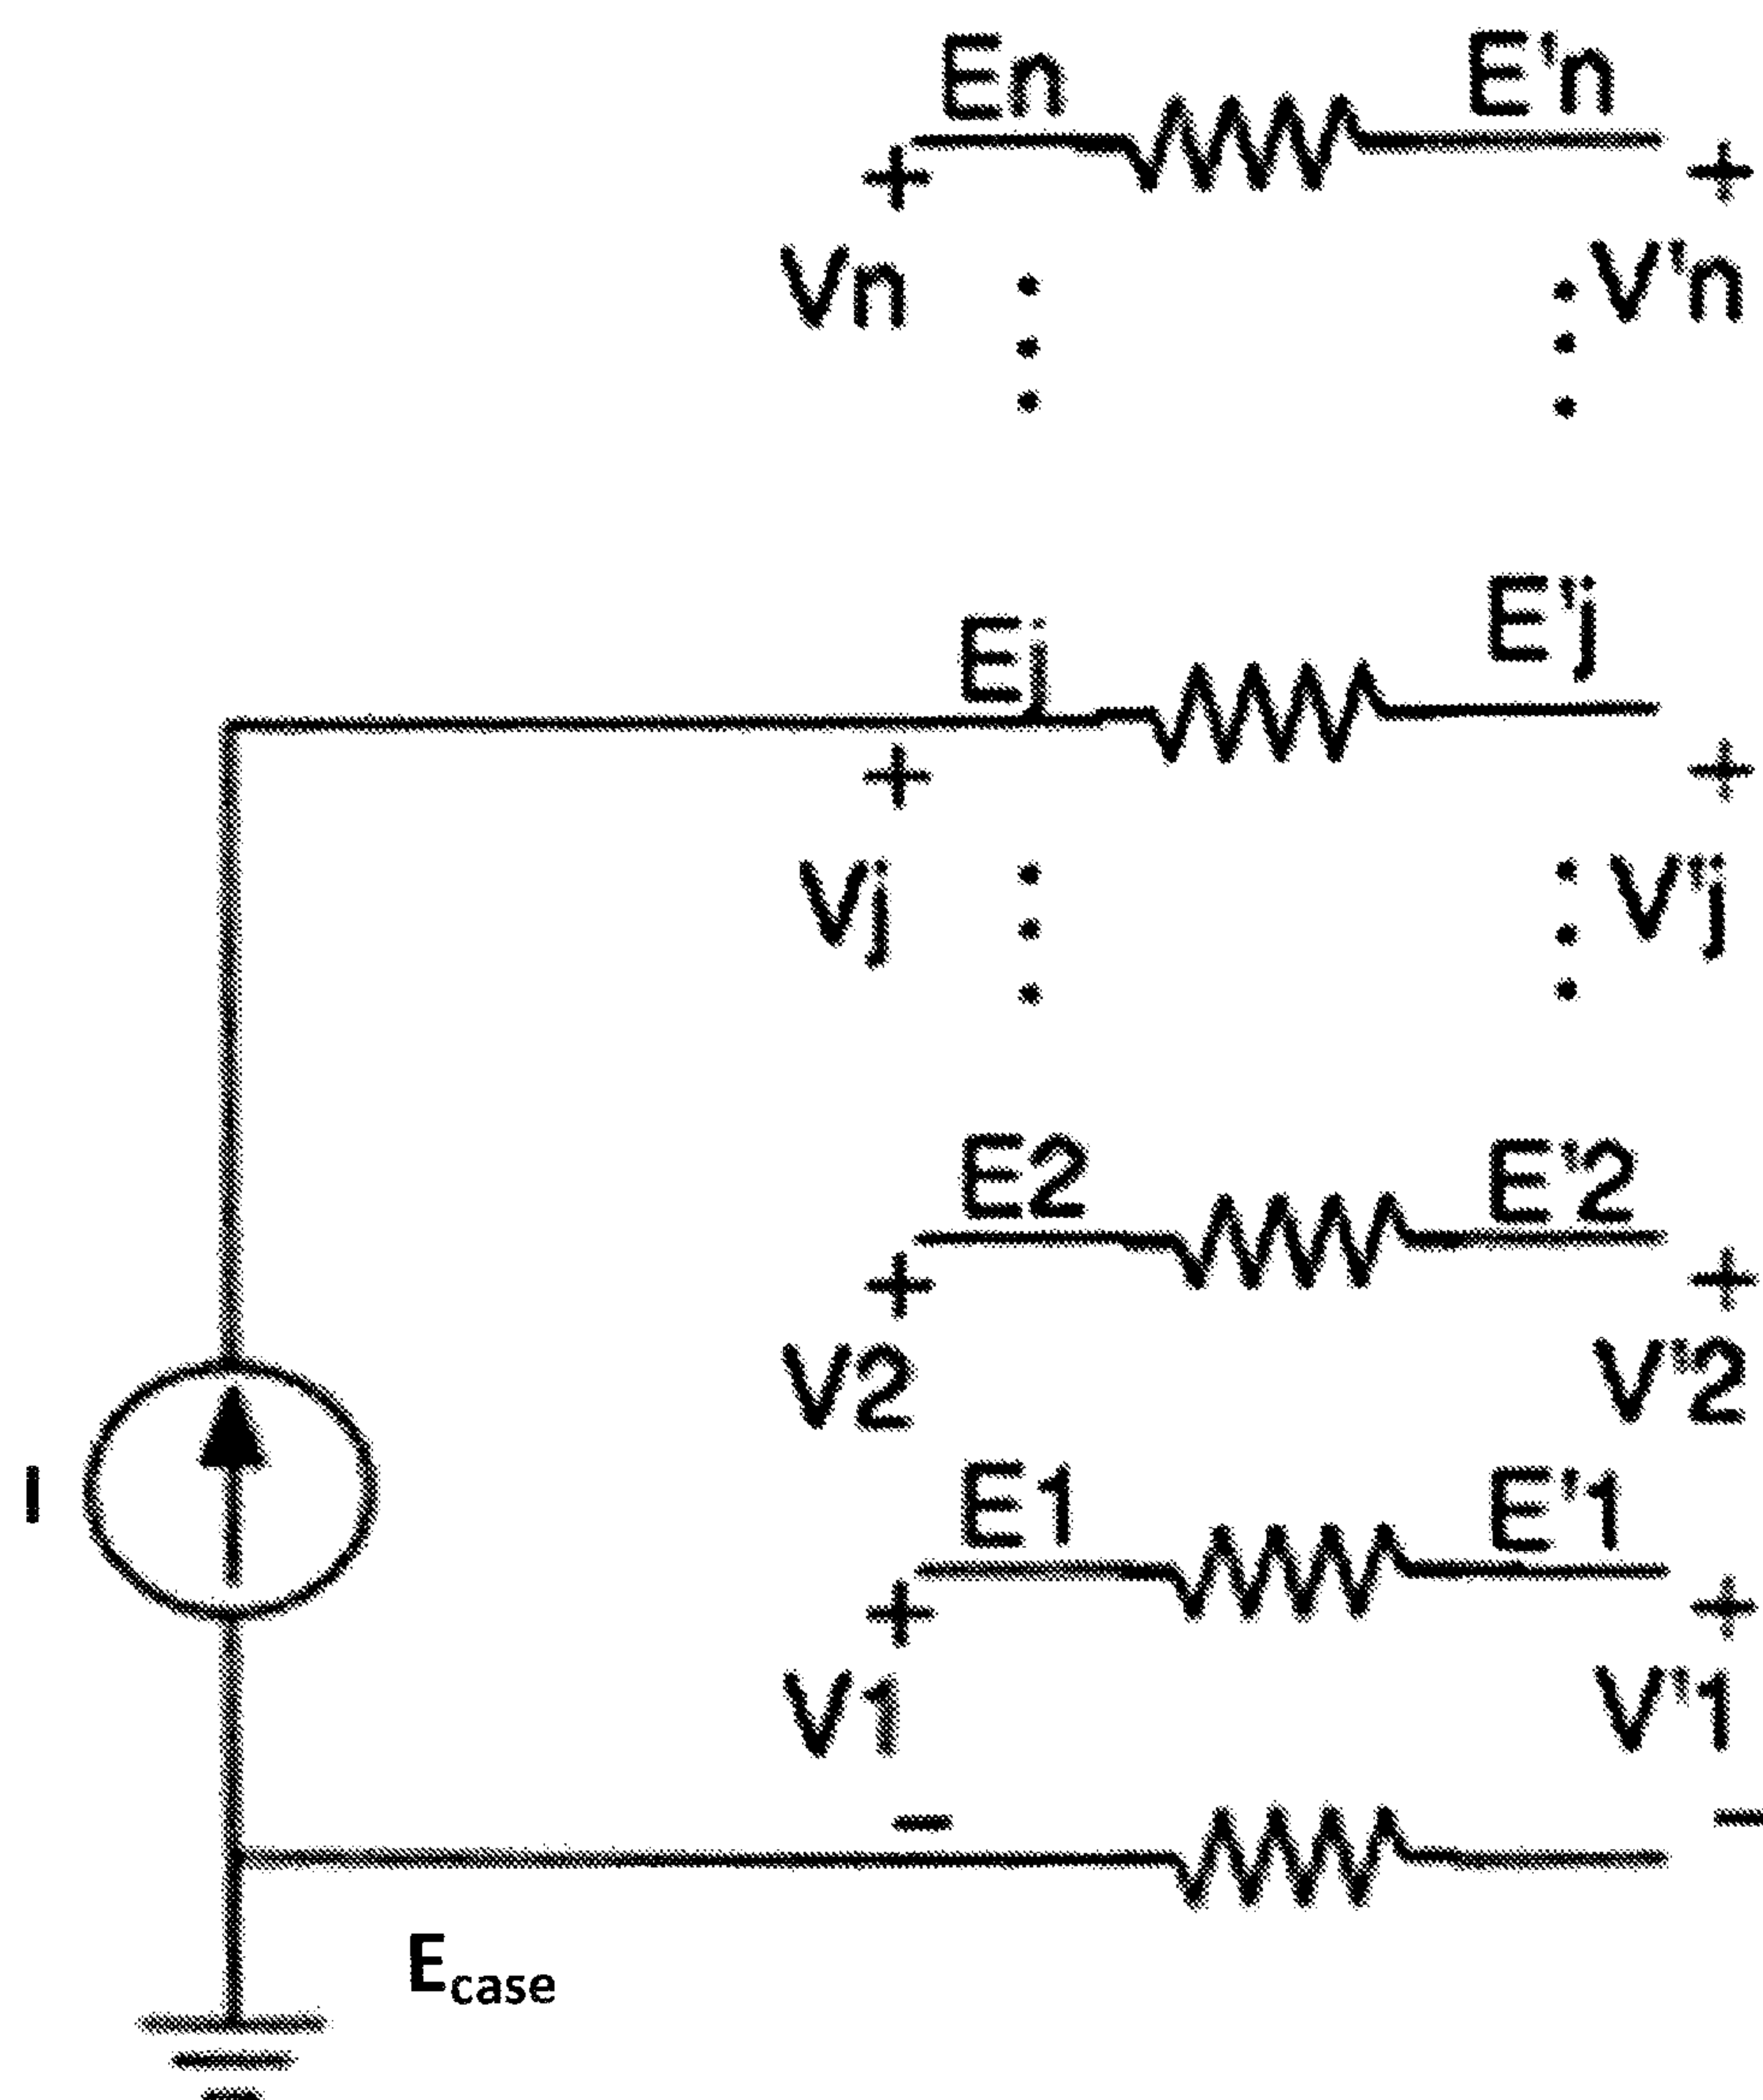 En E'n
+ +
Vn V'n
Ej E'j
+ +
Vj V'j
E2 E'2
+ +
V2 V'2
I
E1 E'1
+ +
V1 V'1
- -
Ecase